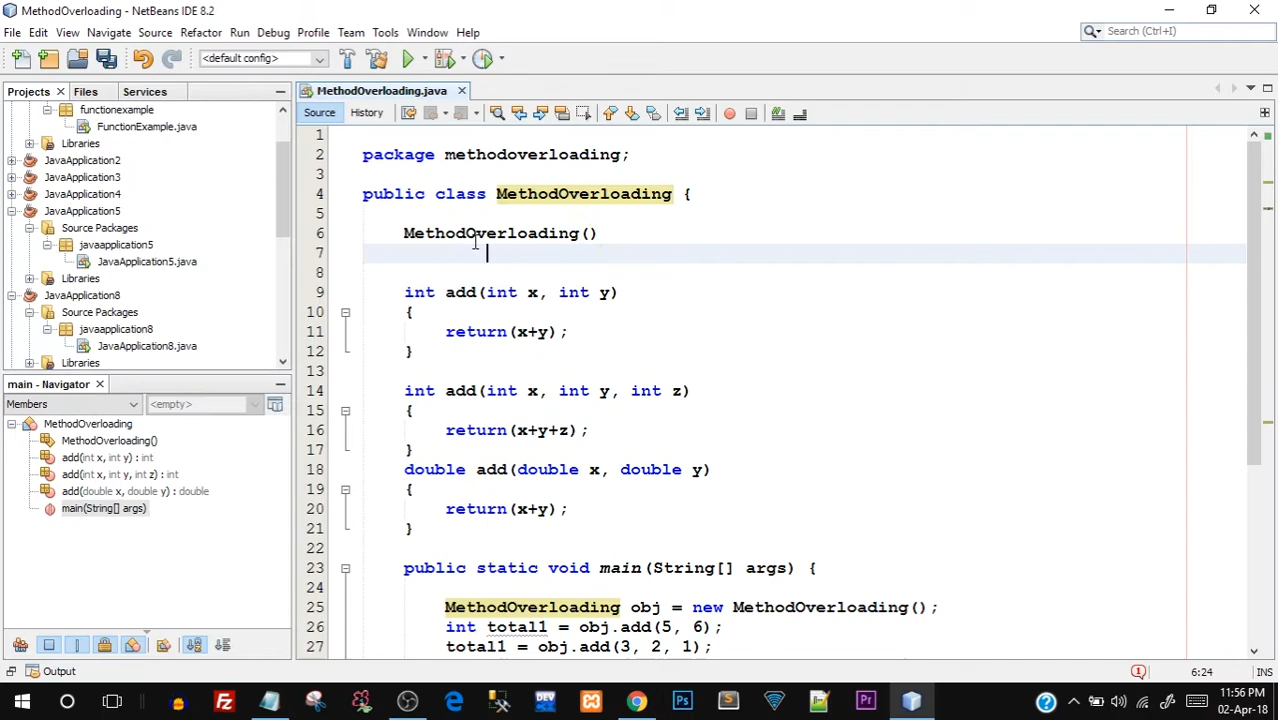 MethodOverloading - NetBeans IDE 8.2
File Edit View Navigate Source Refactor Run Debug Profile Team Tools Window Help
Search (Ctrl+I)
<default config>
Projects Files Services
MethodOverloading.java
functionexample
FunctionExample.java
Libraries
JavaApplication2
JavaApplication3
JavaApplication4
JavaApplication5
Source Packages
javaapplication5
JavaApplication5.java
Libraries
JavaApplication8
Source Packages
javaapplication8
JavaApplication8.java
Libraries
main - Navigator
Members
<empty>
MethodOverloading
MethodOverloading()
add(int x, int y) : int
add(int x, int y, int z) : int
add(double x, double y) : double
main(String[] args)
Source History
1
2 package methodoverloading;
3
4 public class MethodOverloading {
5
6 MethodOverloading()
7
8
9 int add(int x, int y)
10 {
11 return(x+y);
12 }
13
14 int add(int x, int y, int z)
15 {
16 return(x+y+z);
17 }
18 double add(double x, double y)
19 {
20 return(x+y);
21 }
22
23 public static void main(String[] args) {
24
25 MethodOverloading obj = new MethodOverloading();
26 int total1 = obj.add(5, 6);
27 total1 = obj.add(3, 2, 1);
Output
1
6:24
INS
DEV
Ps
S
Pr
11:56 PM
02-Apr-18